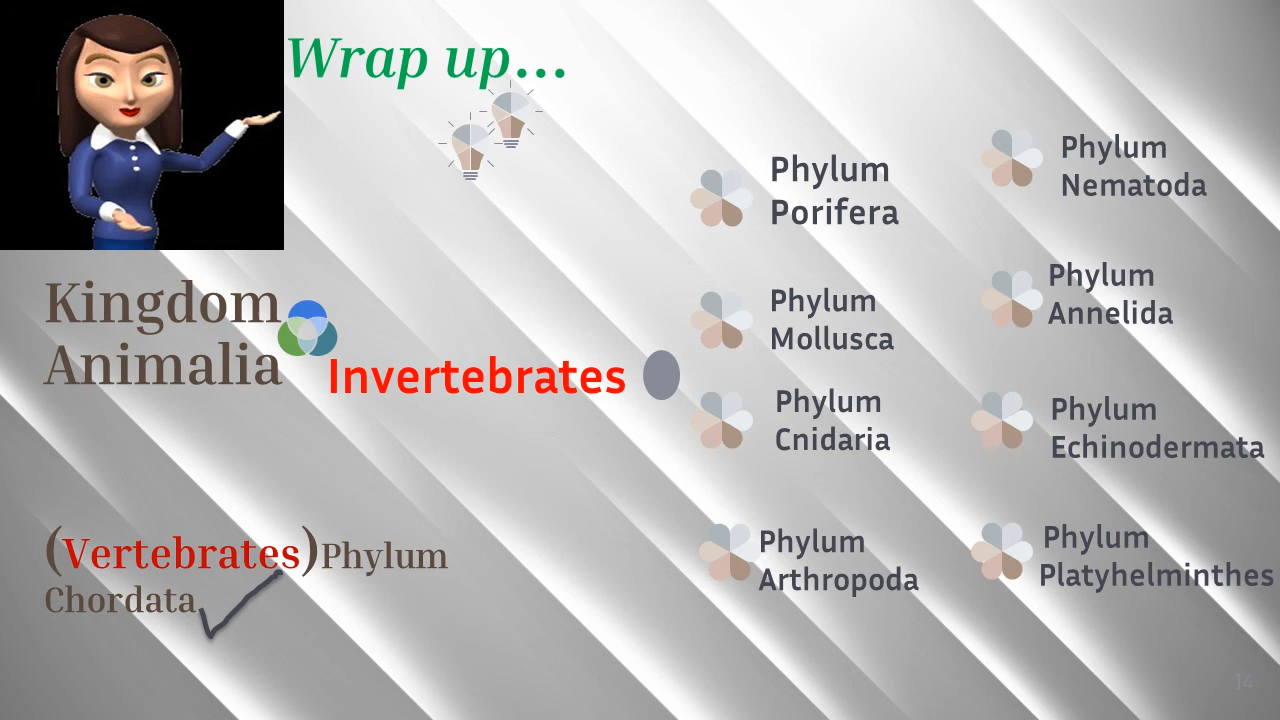 Wrap up...
Kingdom
Animalia
Invertebrates
Phylum
Porifera
Phylum
Mollusca
Phylum
Cnidaria
Phylum
Arthropoda
Phylum
Nematoda
Phylum
Annelida
Phylum
Echinodermata
Phylum
Platyhelminthes
(Vertebrates)Phylum
Chordata
14